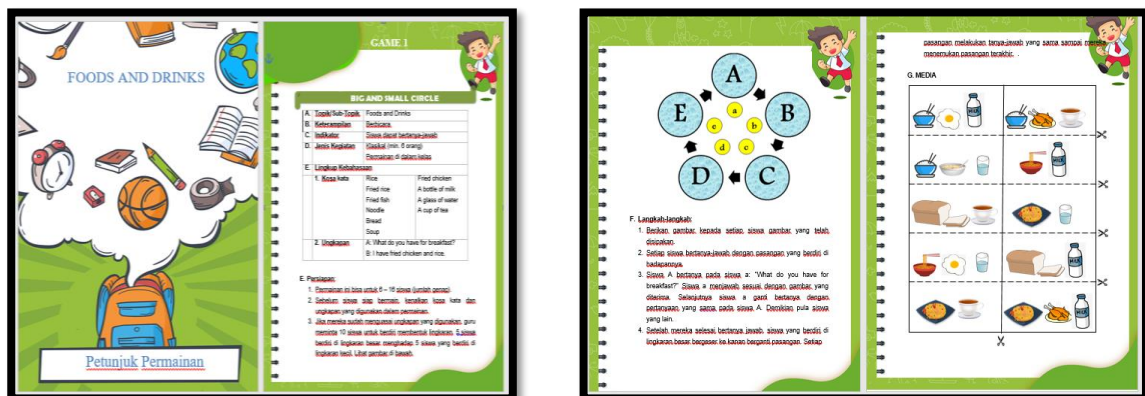 FOODS AND DRINKS
Petunjuk Permainan
GAME 1
BIG AND SMALL CIRCLE
A. Topik/Sub-Topik Foods and Drinks
B. Keterampilan Berbicara
C. Indikator Siswa dapat bertanya-jawab
D. Jenis Kegiatan Klasikal (min. 6 orang)
Permainan di dalam kelas
E. Lingkup Kebahasaan
1. Kosa kata Rice Fried chicken
Fried rice A bottle of milk
Fried fish A glass of water
Noodle A cup of tea
Bread
Soup
2. Ungkapan A: What do you have for breakfast?
B: I have fried chicken and rice.
E. Persiapan:
1. Permainan ini bisa untuk 6 – 16 siswa (jumlah genap).
2. Sebelum siswa siap bermain, kenalkan kosa kata dan
ungkapan yang digunakan dalam permainan.
3. Jika mereka sudah menguasai ungkapan yang digunakan, guru
meminta 10 siswa untuk berdiri membentuk lingkaran. 5 siswa
berdiri di lingkaran besar menghadap 5 siswa yang berdiri di
lingkaran kecil. Lihat gambar di bawah.
A
E
a
B
e
b
d
c
D
C
F. Langkah-langkah:
1. Berikan gambar kepada setiap siswa gambar yang telah
disipakan.
2. Setiap siswa bertanya-jawab dengan pasangan yang berdiri di
hadapannya.
3. Siswa A bertanya pada siswa a: "What do you have for
breakfast?" Siswa a menjawab sesuai dengan gambar yang
diterima. Selanjutnya siswa a ganti bertanya dengan
pertanyaan yang sama pada siswa A. Demikian pula siswa
yang lain.
4. Setelah mereka selesai bertanya jawab, siswa yang berdiri di
lingkaran besar bergeser ke kanan berganti pasangan. Setiap
pasangan melakukan tanya-jawab yang sama sampai mereka
menemukan pasangan terakhir. .
G. MEDIA
MILK
MILK
MILK
MILK